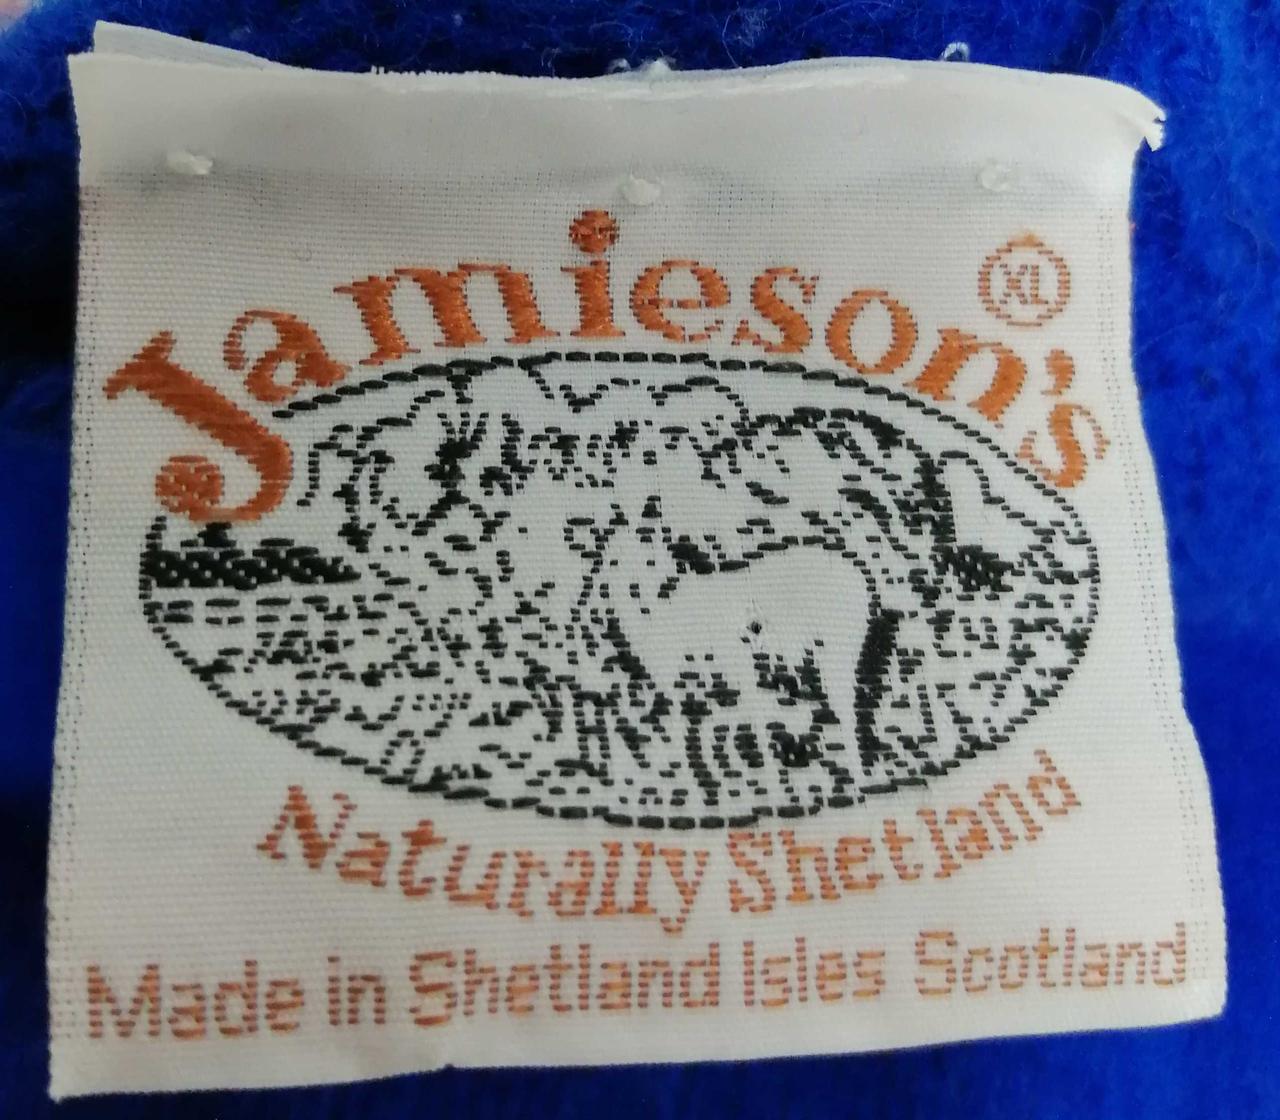 Jamieson's
XL
Naturally Shetland
Made in Shetland Isles Scotland